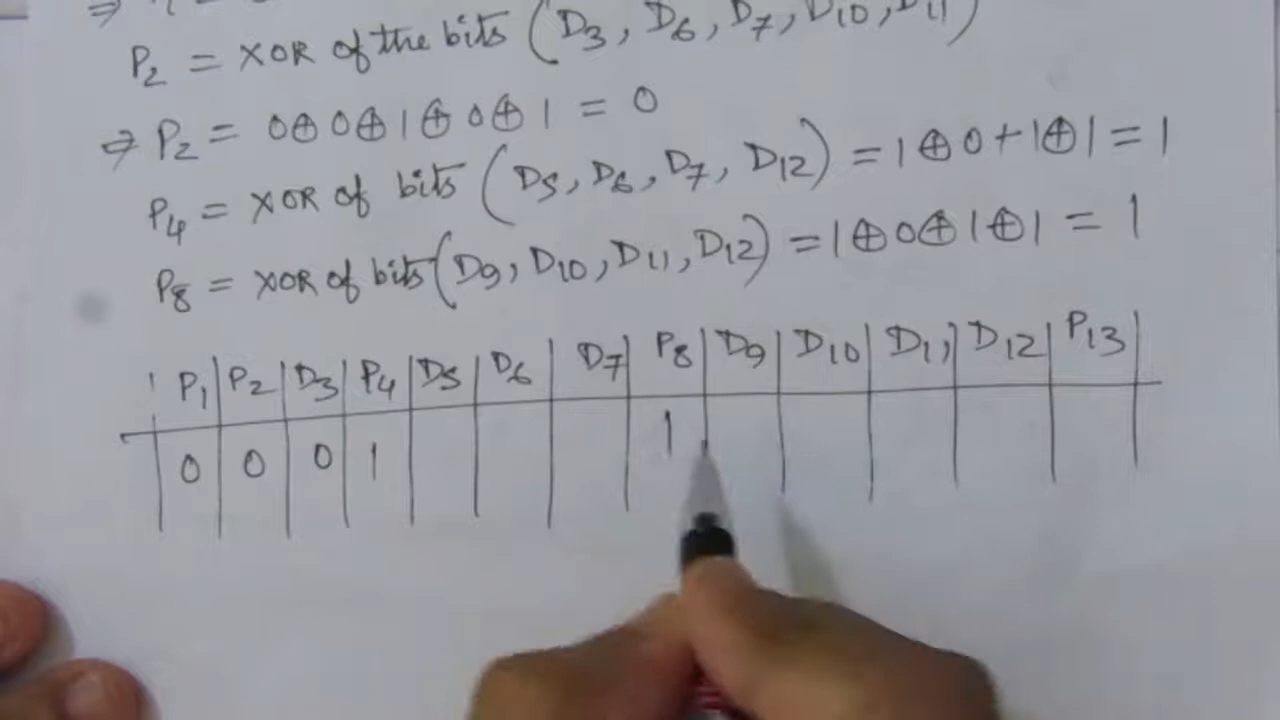 P2 = XOR of the bits (D3, D6, D7, D10, D11)
⇒ P2 = 0⊕0⊕1⊕0⊕1 = 0
P4 = XOR of bits (D5, D6, D7, D12) = 1⊕0+1⊕1 = 1
P8 = XOR of bits (D9, D10, D11, D12) = 1⊕0⊕1⊕1 = 1
P1 | P2 | D3 | P4 | D5 | D6 | D7 | P8 | D9 | D10 | D11 | D12 | P13
0 | 0 | 0 | 1 | | | | 1 | | | | |